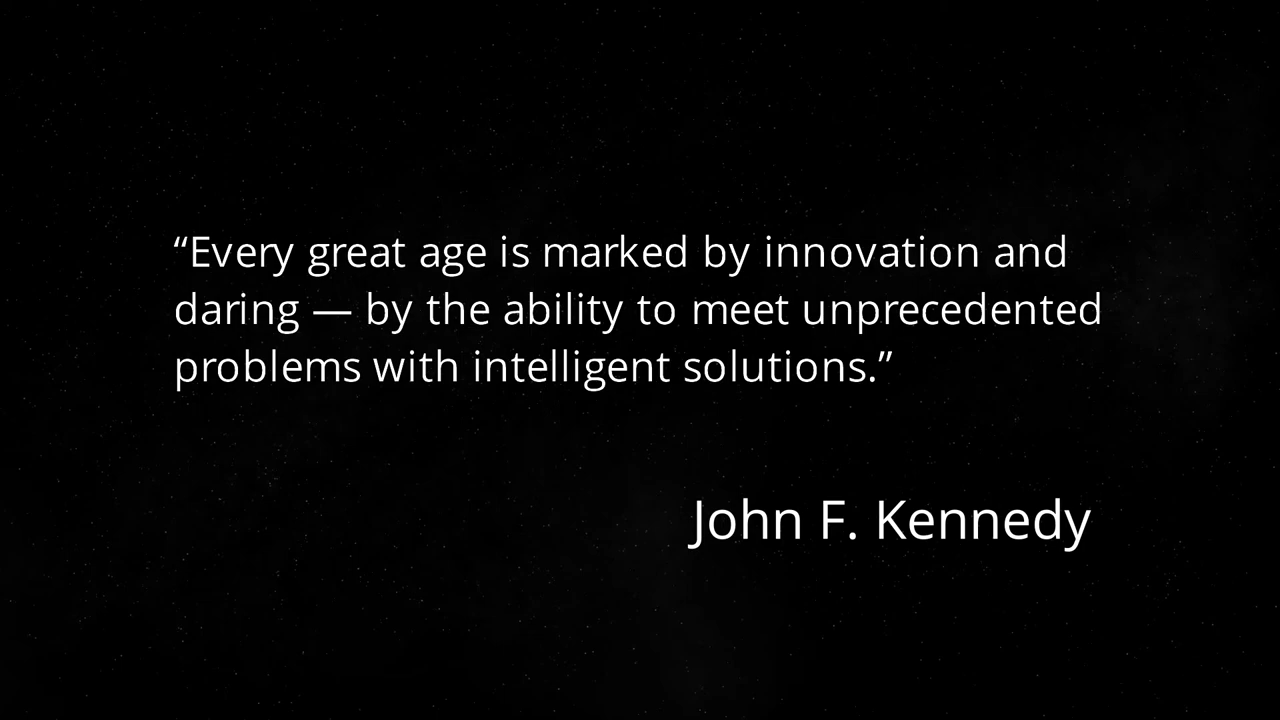 “Every great age is marked by innovation and
daring — by the ability to meet unprecedented
problems with intelligent solutions.”
John F. Kennedy